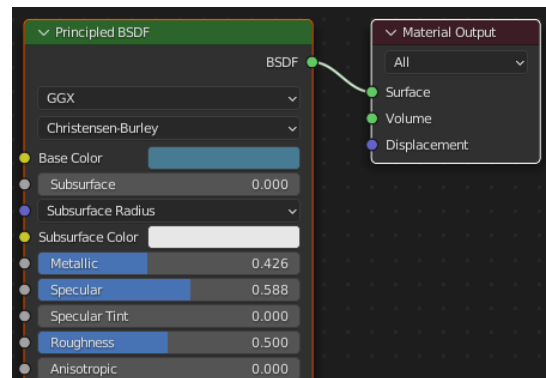 Principled BSDF
BSDF
GGX
Christensen-Burley
Base Color
Subsurface 0.000
Subsurface Radius
Subsurface Color
Metallic 0.426
Specular 0.588
Specular Tint 0.000
Roughness 0.500
Anisotropic 0.000
Material Output
All
Surface
Volume
Displacement